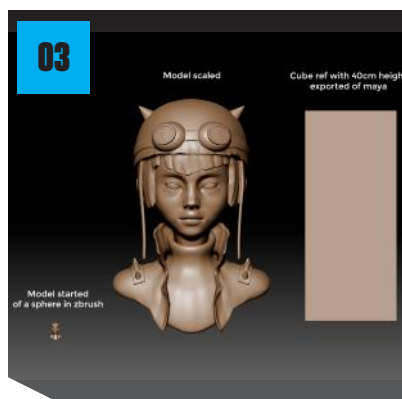 03
Model scaled
Cube ref with 40cm heigh
exported of maya
Model started
of a sphere in zbrush